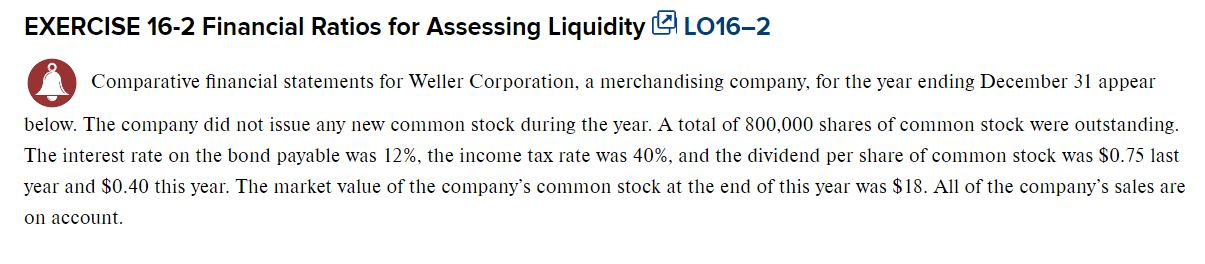 EXERCISE 16-2 Financial Ratios for Assessing Liquidity LO16–2
Comparative financial statements for Weller Corporation, a merchandising company, for the year ending December 31 appear
below. The company did not issue any new common stock during the year. A total of 800,000 shares of common stock were outstanding.
The interest rate on the bond payable was 12%, the income tax rate was 40%, and the dividend per share of common stock was $0.75 last
year and $0.40 this year. The market value of the company’s common stock at the end of this year was $18. All of the company’s sales are
on account.